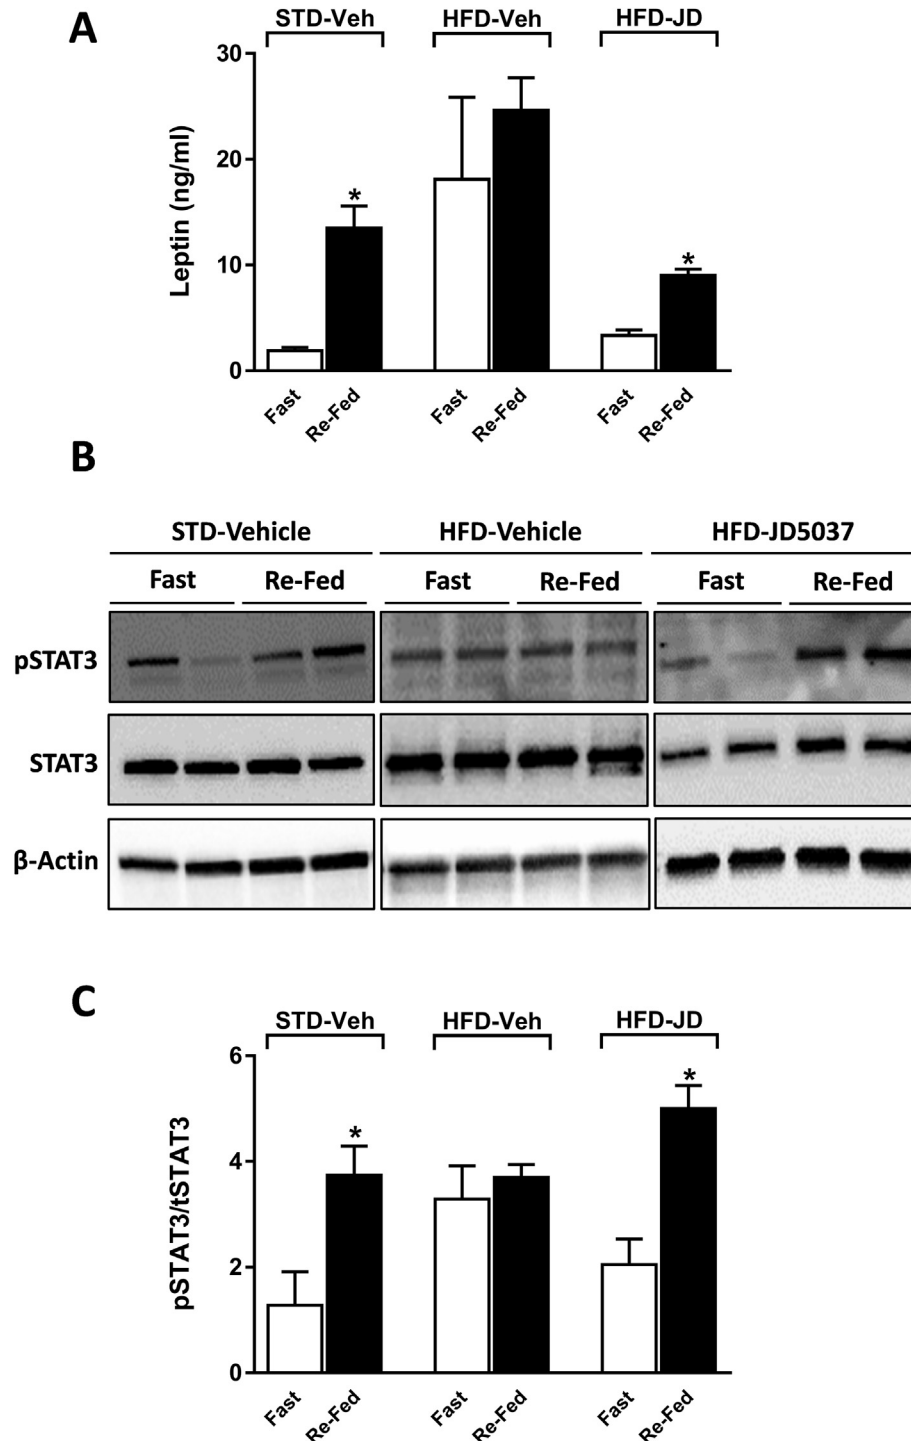 A
STD-Veh HFD-Veh HFD-JD
30
20
10
0
Leptin (ng/ml)
* *
Fast Re-Fed Fast Re-Fed Fast Re-Fed
B
STD-Vehicle HFD-Vehicle HFD-JD5037
Fast Re-Fed Fast Re-Fed Fast Re-Fed
pSTAT3
STAT3
β-Actin
C
STD-Veh HFD-Veh HFD-JD
6
4
2
0
pSTAT3/tSTAT3
* *
Fast Re-Fed Fast Re-Fed Fast Re-Fed